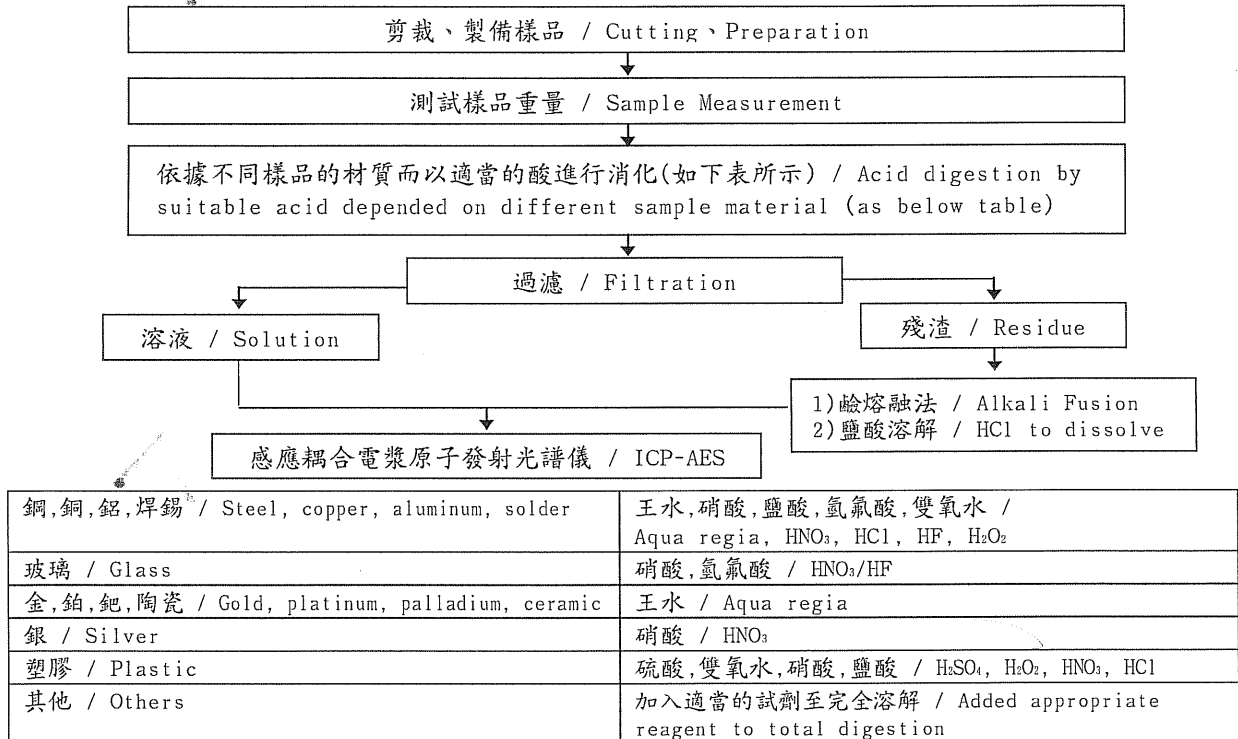 剪裁、製備樣品 / Cutting、Preparation
測試樣品重量 / Sample Measurement
依據不同樣品的材質而以適當的酸進行消化(如下表所示) / Acid digestion by
suitable acid depended on different sample material (as below table)
過濾 / Filtration
溶液 / Solution
殘渣 / Residue
1)鹼熔融法 / Alkali Fusion
2)鹽酸溶解 / HCl to dissolve
感應耦合電漿原子發射光譜儀 / ICP-AES
鋼,銅,鋁,焊錫 / Steel, copper, aluminum, solder
王水,硝酸,鹽酸,氫氟酸,雙氧水 /
Aqua regia, HNO₃, HCl, HF, H₂O₂
玻璃 / Glass
硝酸,氫氟酸 / HNO₃/HF
金,鉑,鈀,陶瓷 / Gold, platinum, palladium, ceramic
王水 / Aqua regia
銀 / Silver
硝酸 / HNO₃
塑膠 / Plastic
硫酸,雙氧水,硝酸,鹽酸 / H₂SO₄, H₂O₂, HNO₃, HCl
其他 / Others
加入適當的試劑至完全溶解 / Added appropriate
reagent to total digestion